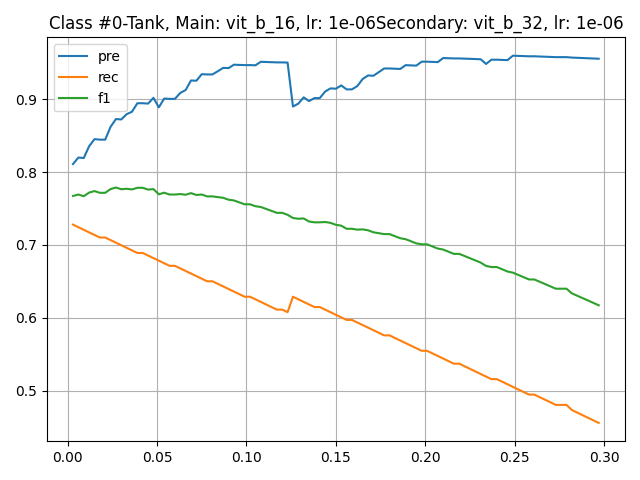 Class #0-Tank, Main: vit_b_16, lr: 1e-06Secondary: vit_b_32, lr: 1e-06
pre
rec
f1
0.9
0.8
0.7
0.6
0.5
0.00 0.05 0.10 0.15 0.20 0.25 0.30